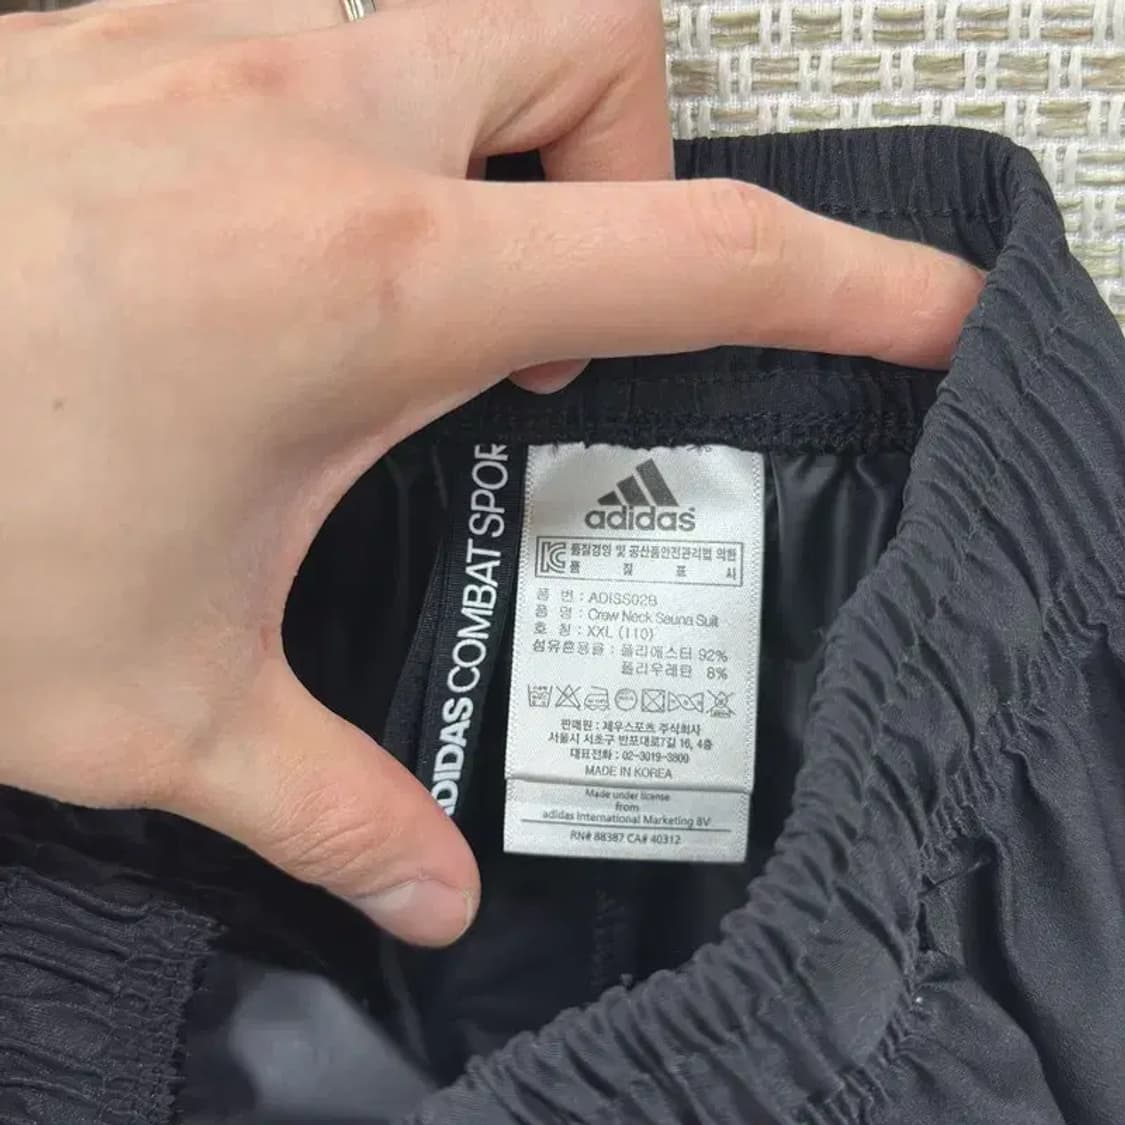 ADIDAS COMBAT SPOR
adidas
KC 품질경영 및 공산품안전관리법 의한
품 질 표 시
품 번 : ADISS02B
품 명 : Crew Neck Sauna Suit
호 칭 : XXL (110)
섬유혼용율 : 폴리에스터 92%
폴리우레탄 8%
판매원 : 제우스포츠 주식회사
서울시 서초구 반포대로7길 16, 4층
대표전화 : 02-3019-3800
MADE IN KOREA
Made under license
from
adidas International Marketing BV
RN# 88387 CA# 40312